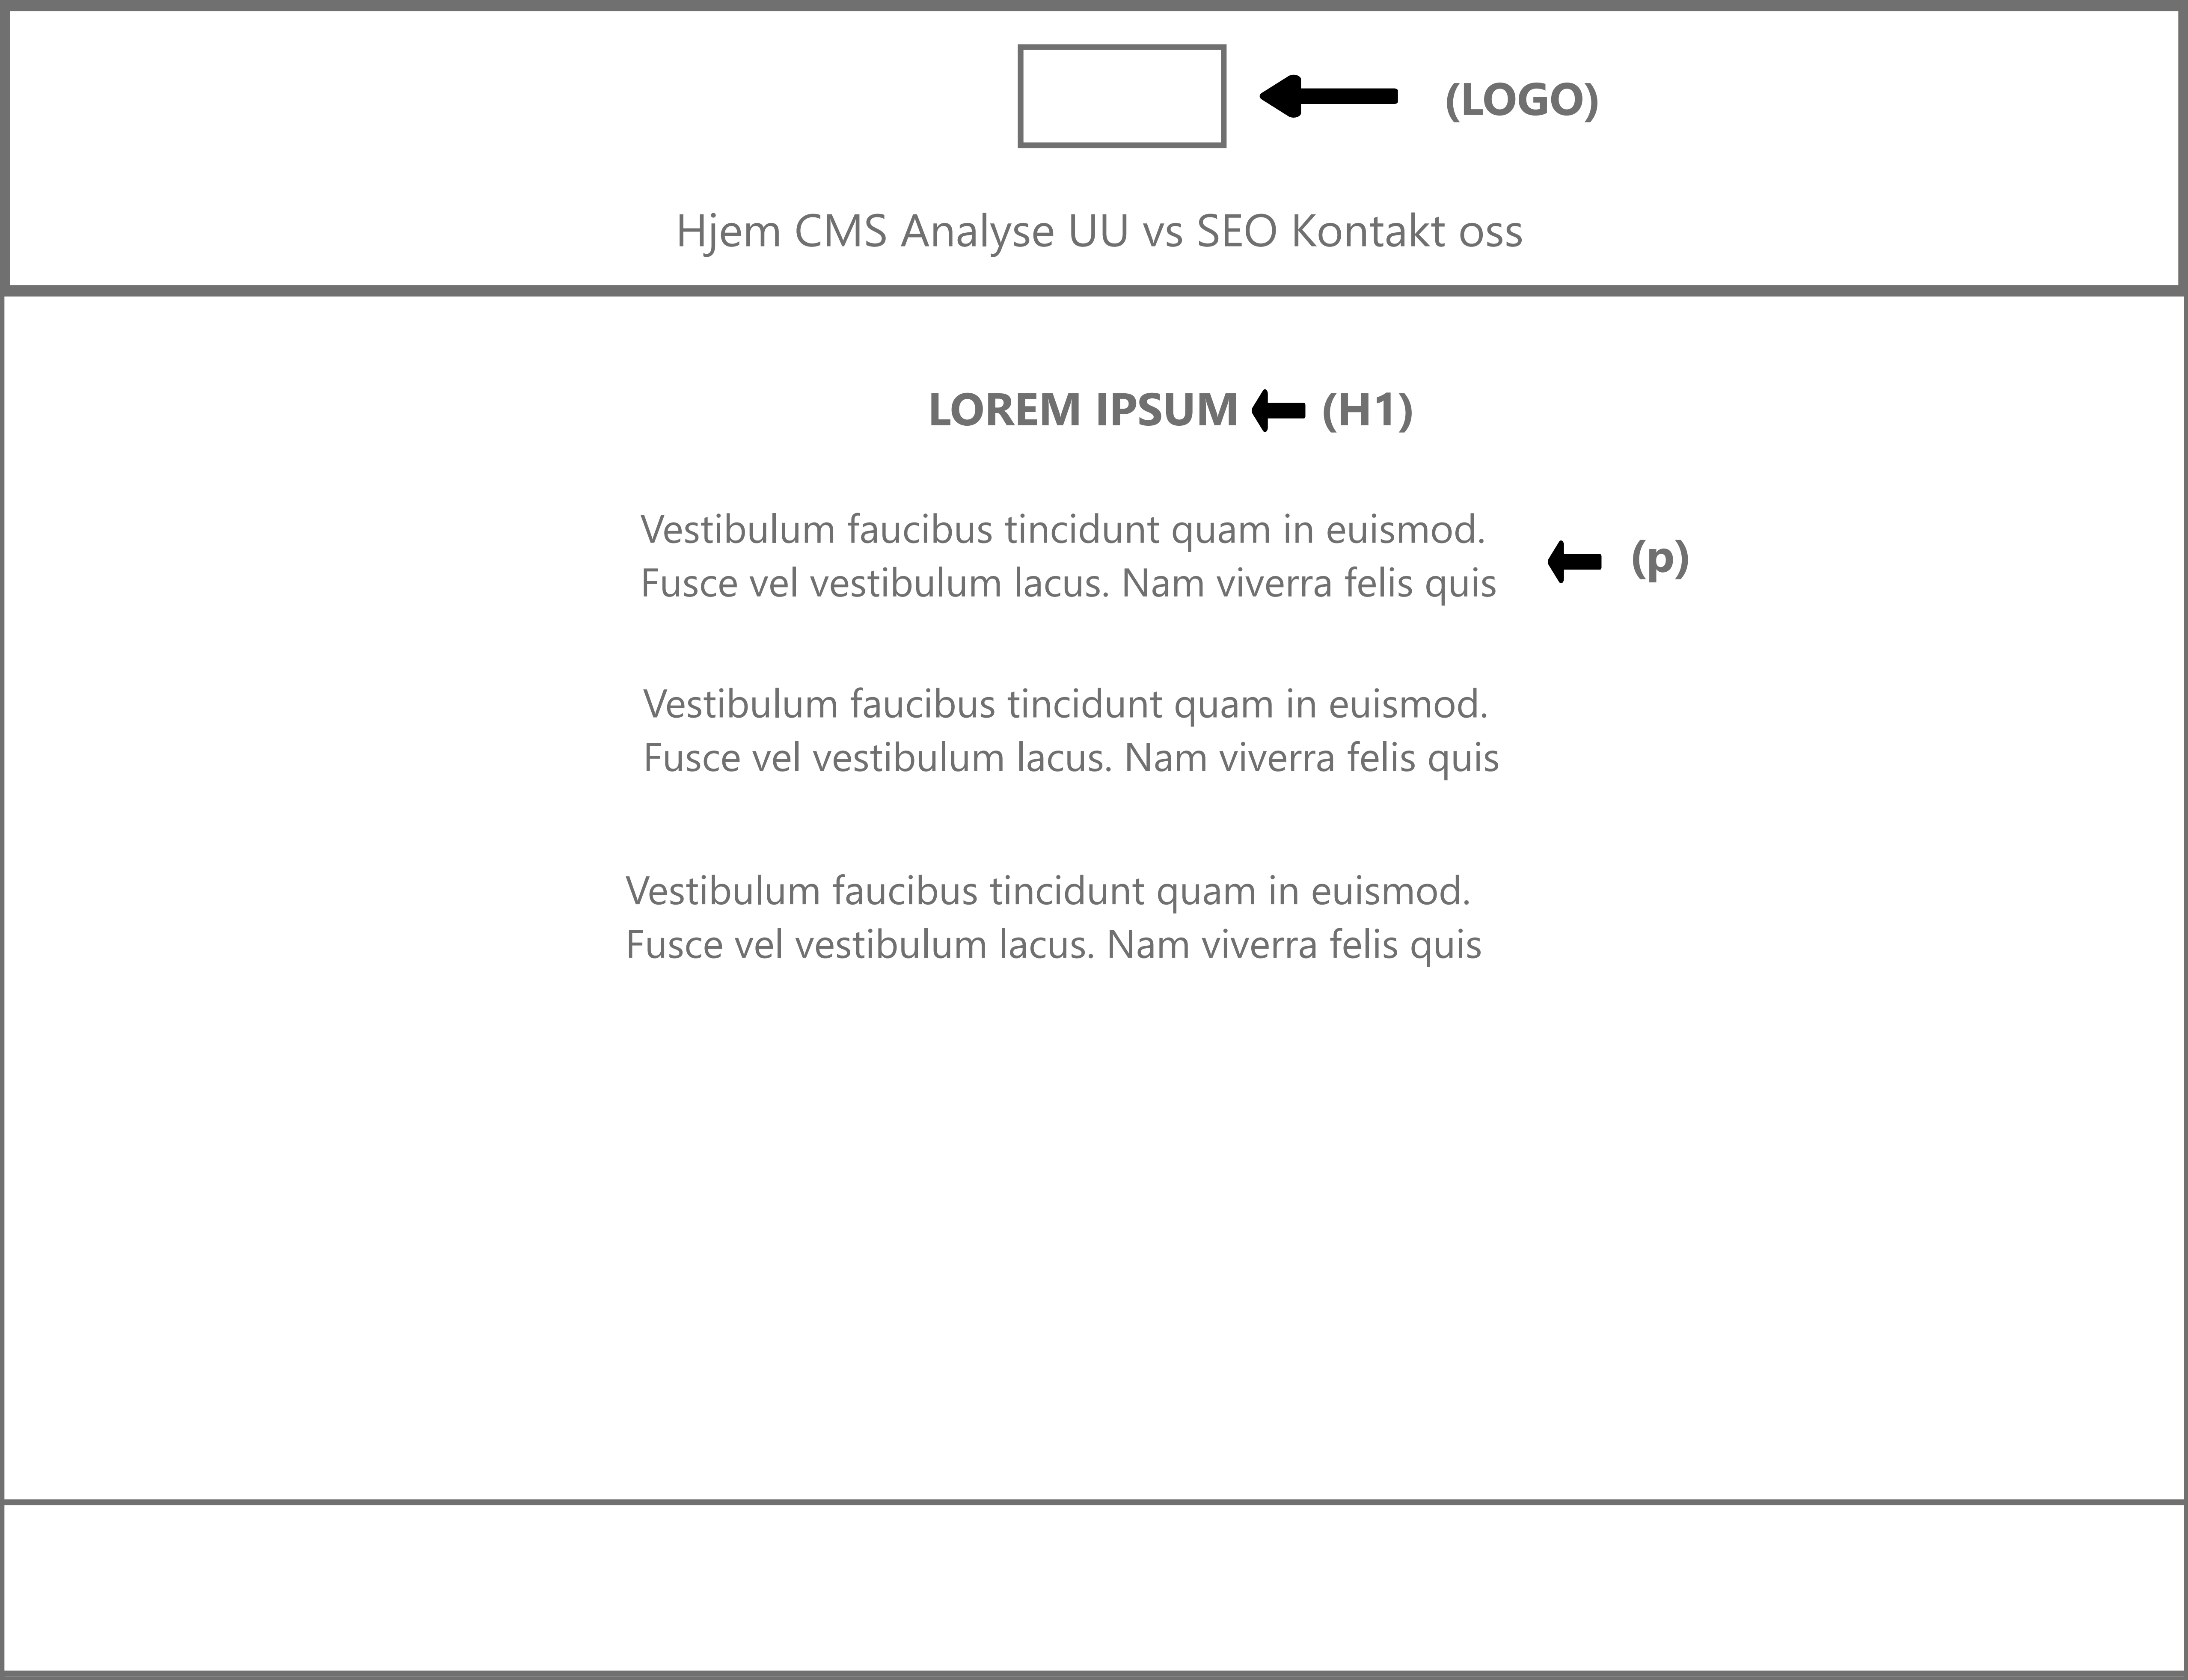 (LOGO)
Hjem CMS Analyse UU vs SEO Kontakt oss
LOREM IPSUM (H1)
Vestibulum faucibus tincidunt quam in euismod.
(p)
Fusce vel vestibulum lacus. Nam viverra felis quis
Vestibulum faucibus tincidunt quam in euismod.
Fusce vel vestibulum lacus. Nam viverra felis quis
Vestibulum faucibus tincidunt quam in euismod.
Fusce vel vestibulum lacus. Nam viverra felis quis